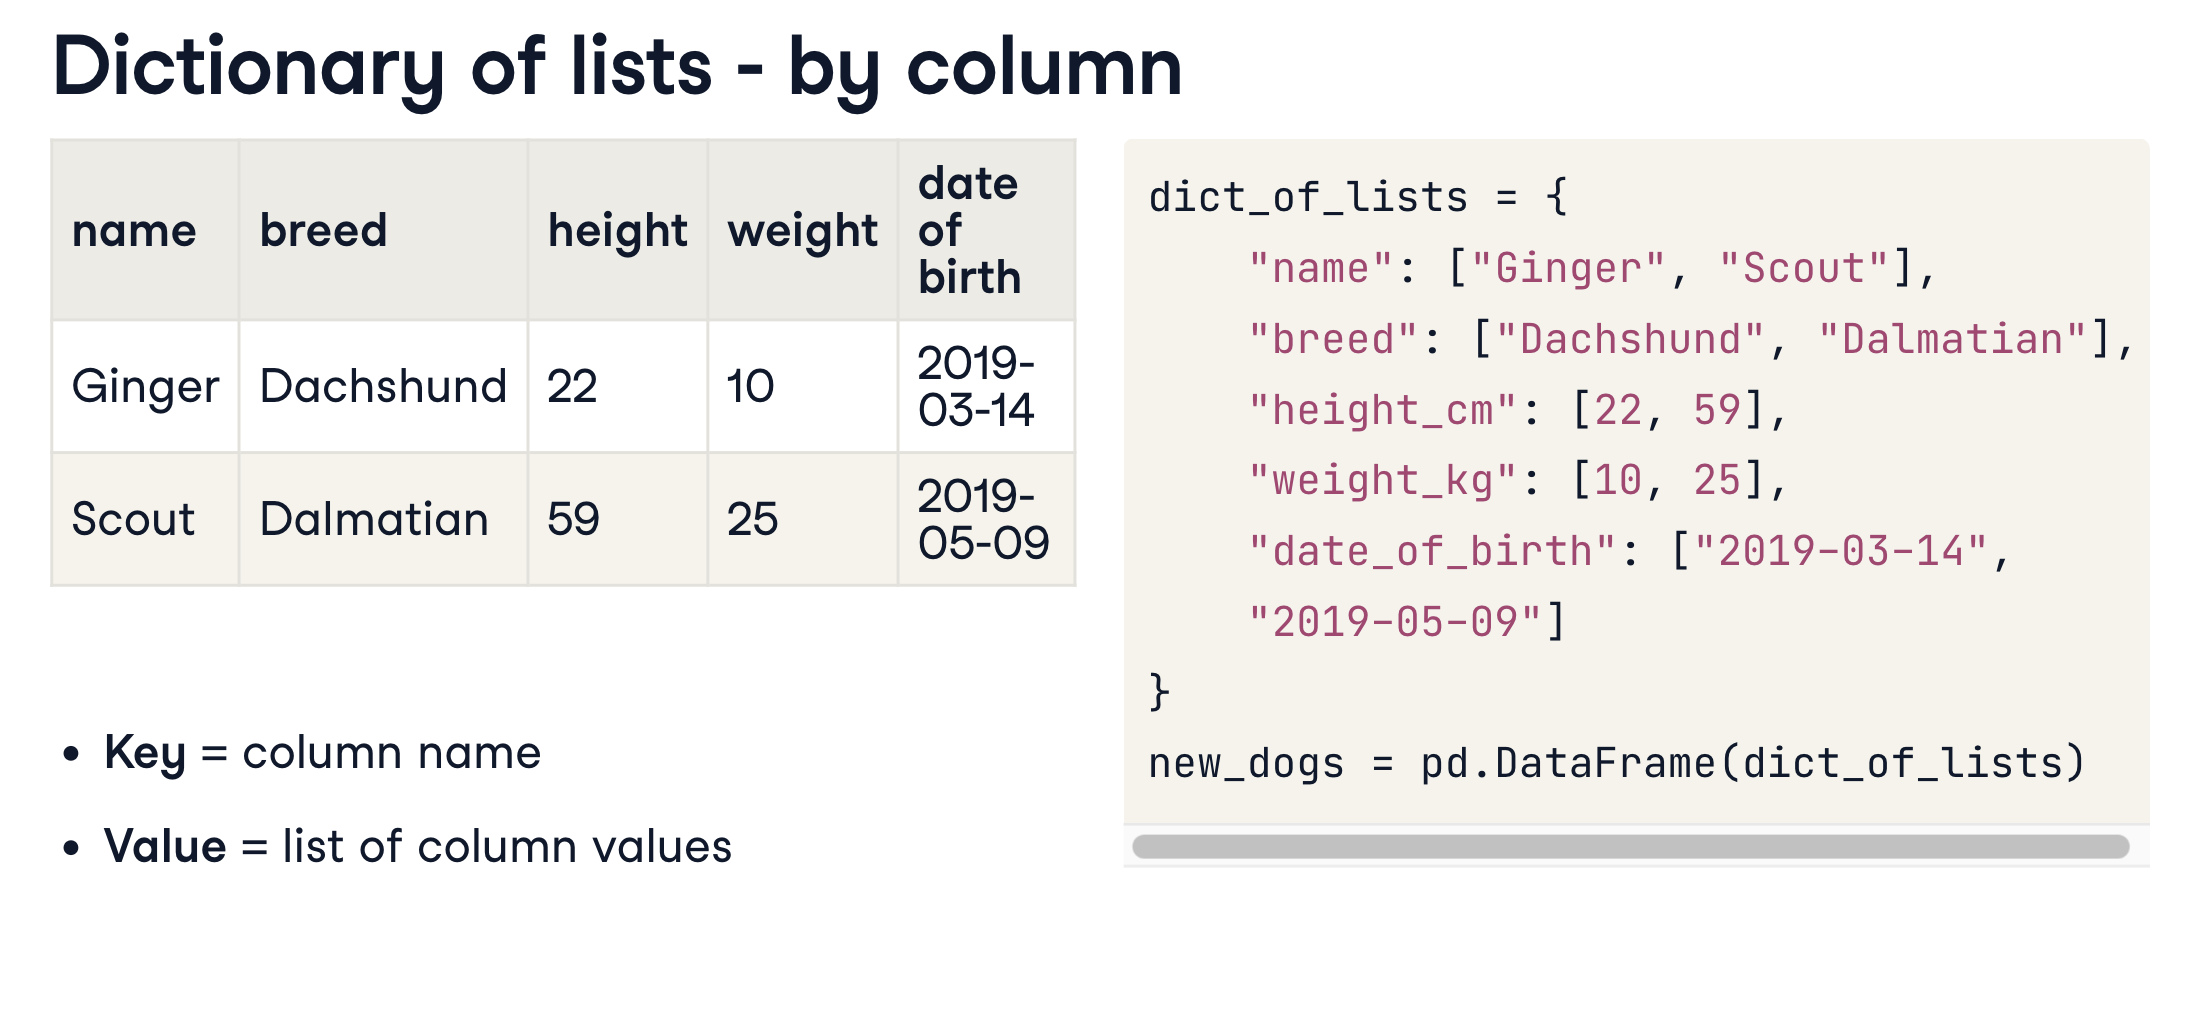 Dictionary of lists - by column
name breed height weight date of birth
Ginger Dachshund 22 10 2019-03-14
Scout Dalmatian 59 25 2019-05-09
• Key = column name
• Value = list of column values
dict_of_lists = {
    "name": ["Ginger", "Scout"],
    "breed": ["Dachshund", "Dalmatian"],
    "height_cm": [22, 59],
    "weight_kg": [10, 25],
    "date_of_birth": ["2019-03-14",
    "2019-05-09"]
}
new_dogs = pd.DataFrame(dict_of_lists)